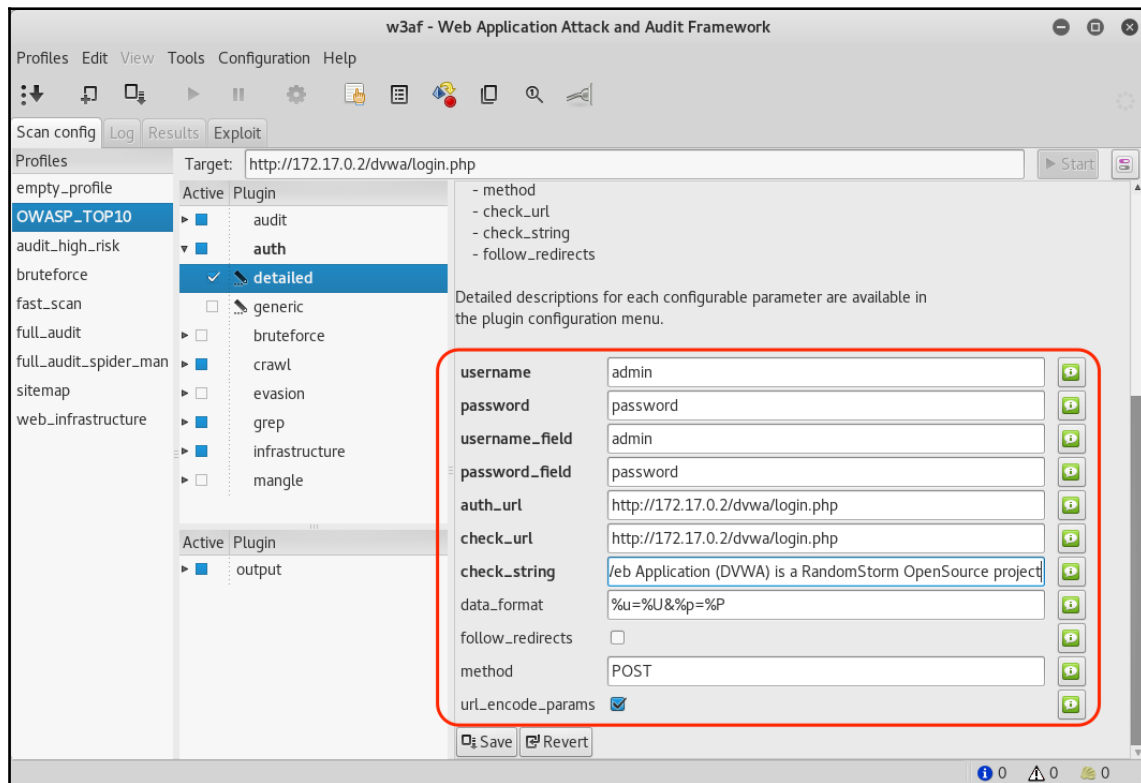 w3af - Web Application Attack and Audit Framework
Profiles Edit View Tools Configuration Help
Scan config Log Results Exploit
Profiles
empty_profile
OWASP_TOP10
audit_high_risk
bruteforce
fast_scan
full_audit
full_audit_spider_man
sitemap
web_infrastructure
Target: http://172.17.0.2/dvwa/login.php Start
Active Plugin
audit
auth
detailed
generic
bruteforce
crawl
evasion
grep
infrastructure
mangle
Active Plugin
output
- method
- check_url
- check_string
- follow_redirects
Detailed descriptions for each configurable parameter are available in
the plugin configuration menu.
username admin
password password
username_field admin
password_field password
auth_url http://172.17.0.2/dvwa/login.php
check_url http://172.17.0.2/dvwa/login.php
check_string /eb Application (DVWA) is a RandomStorm OpenSource project
data_format %u=%U&%p=%P
follow_redirects
method POST
url_encode_params
Save Revert
0 0 0